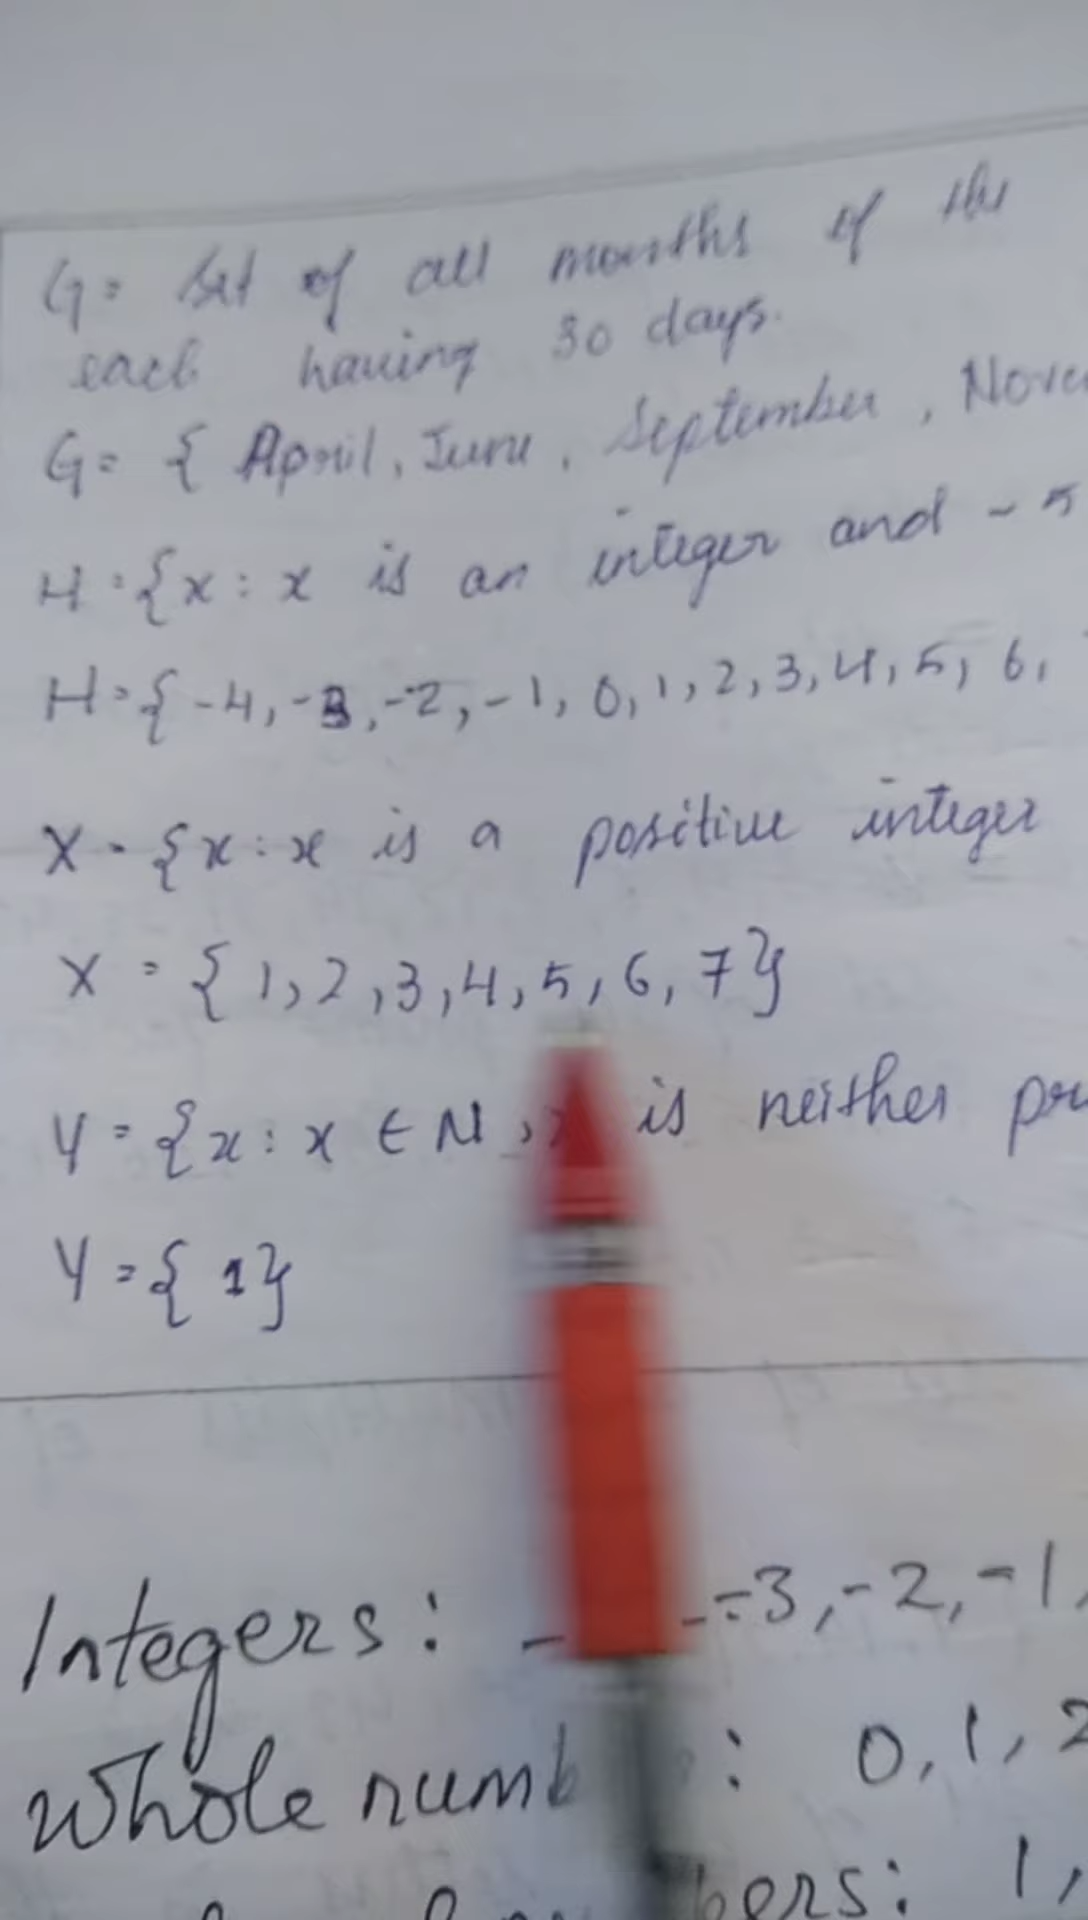 G = Set of all months of the
each having 30 days.
G = { April, June, September, Nove
H = {x : x is an integer and - 5
H = { -4, -3, -2, -1, 0, 1, 2, 3, 4, 5, 6,
X = {x : x is a positive integer
X = { 1, 2, 3, 4, 5, 6, 7}
Y = {x : x ∈ N, x is neither pr
Y = { 1}
Integers : - -3, -2, -1,
Whole numb : 0, 1, 2
bers : 1,